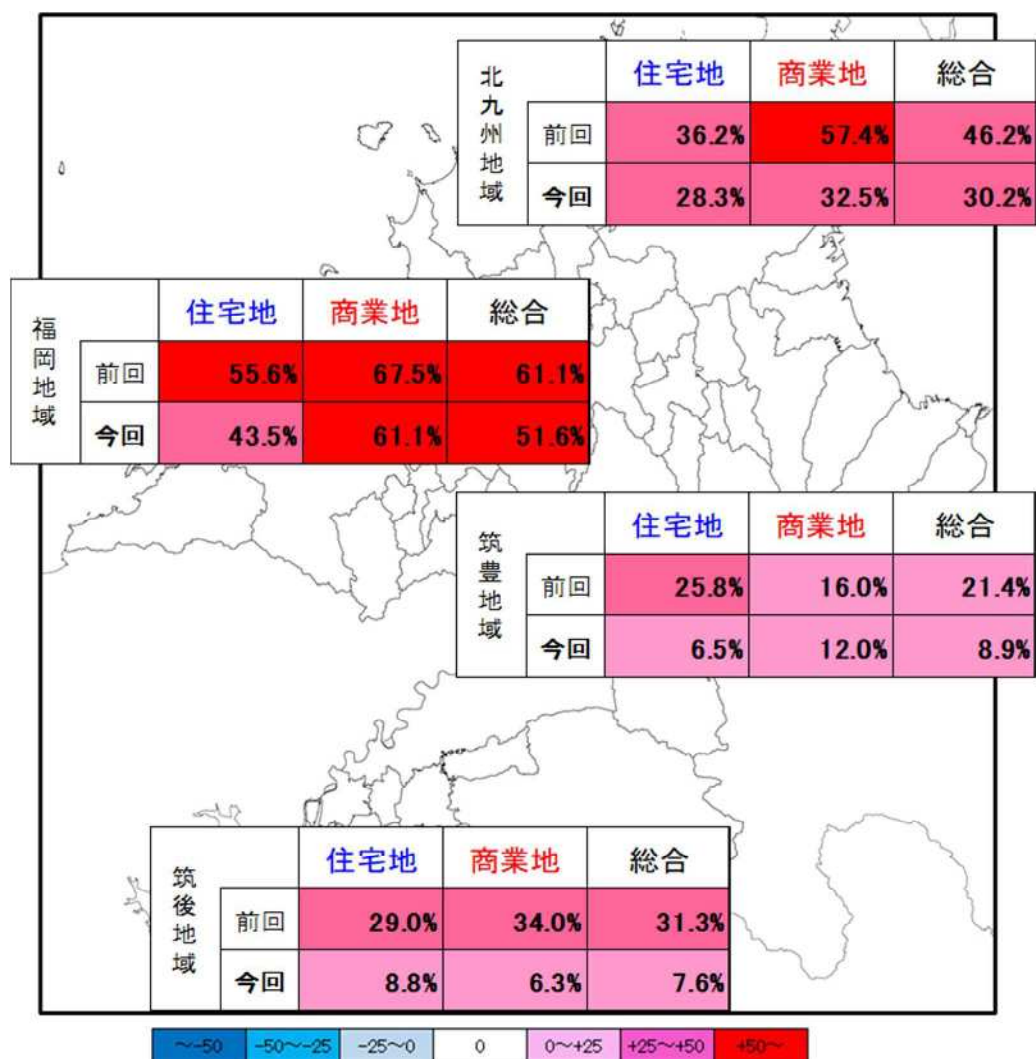 北九州地域
住宅地 商業地 総合
前回 36.2% 57.4% 46.2%
今回 28.3% 32.5% 30.2%
福岡地域
住宅地 商業地 総合
前回 55.6% 67.5% 61.1%
今回 43.5% 61.1% 51.6%
筑豊地域
住宅地 商業地 総合
前回 25.8% 16.0% 21.4%
今回 6.5% 12.0% 8.9%
筑後地域
住宅地 商業地 総合
前回 29.0% 34.0% 31.3%
今回 8.8% 6.3% 7.6%
～-50 -50～-25 -25～0 0 0～+25 +25～+50 +50～